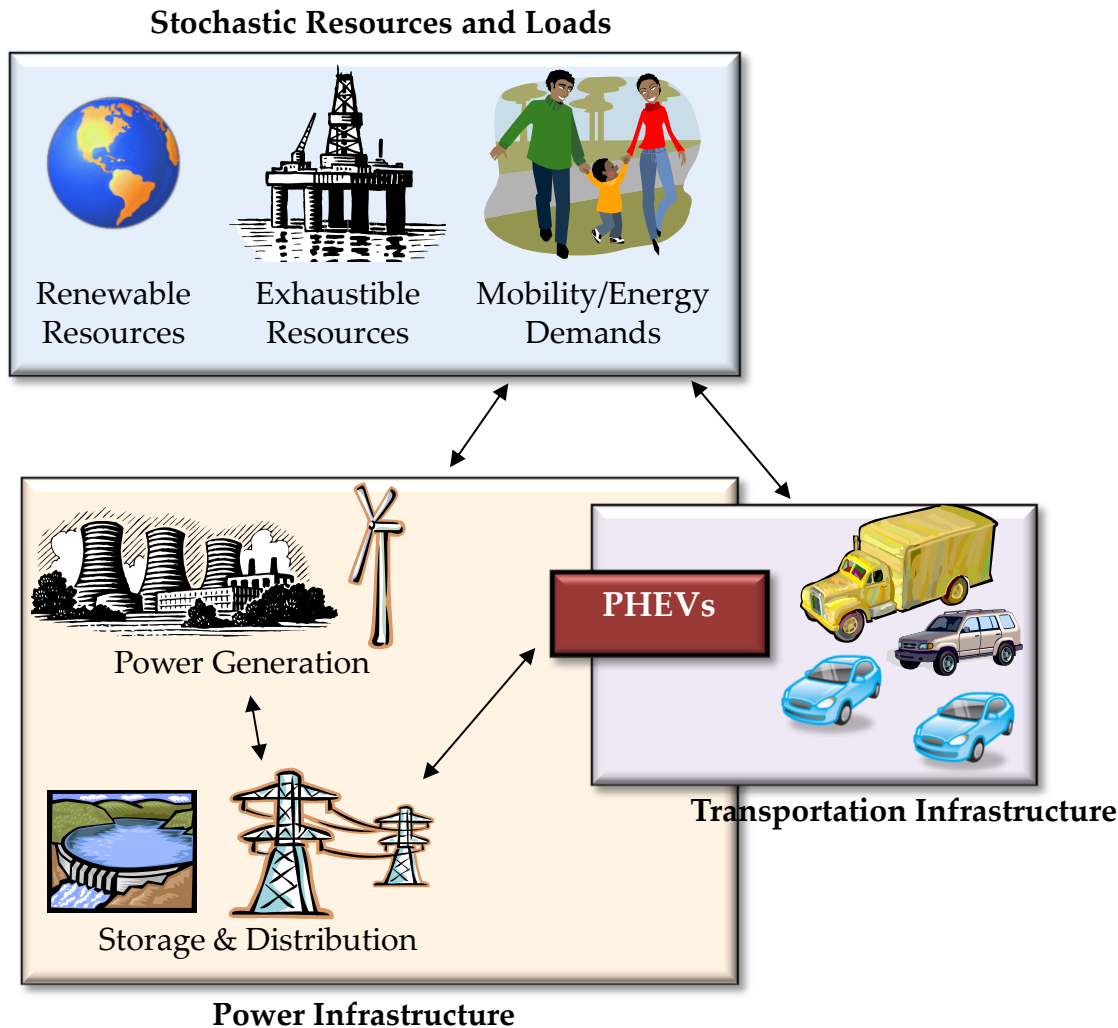 Stochastic Resources and Loads
Renewable
Resources
Exhaustible
Resources
Mobility/Energy
Demands
PHEVs
Power Generation
Transportation Infrastructure
Storage & Distribution
Power Infrastructure